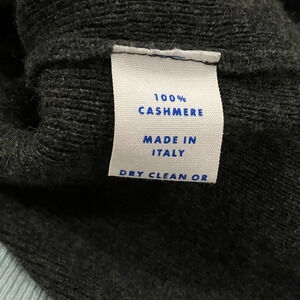 100%
CASHMERE
MADE IN
ITALY
DRY CLEAN OR